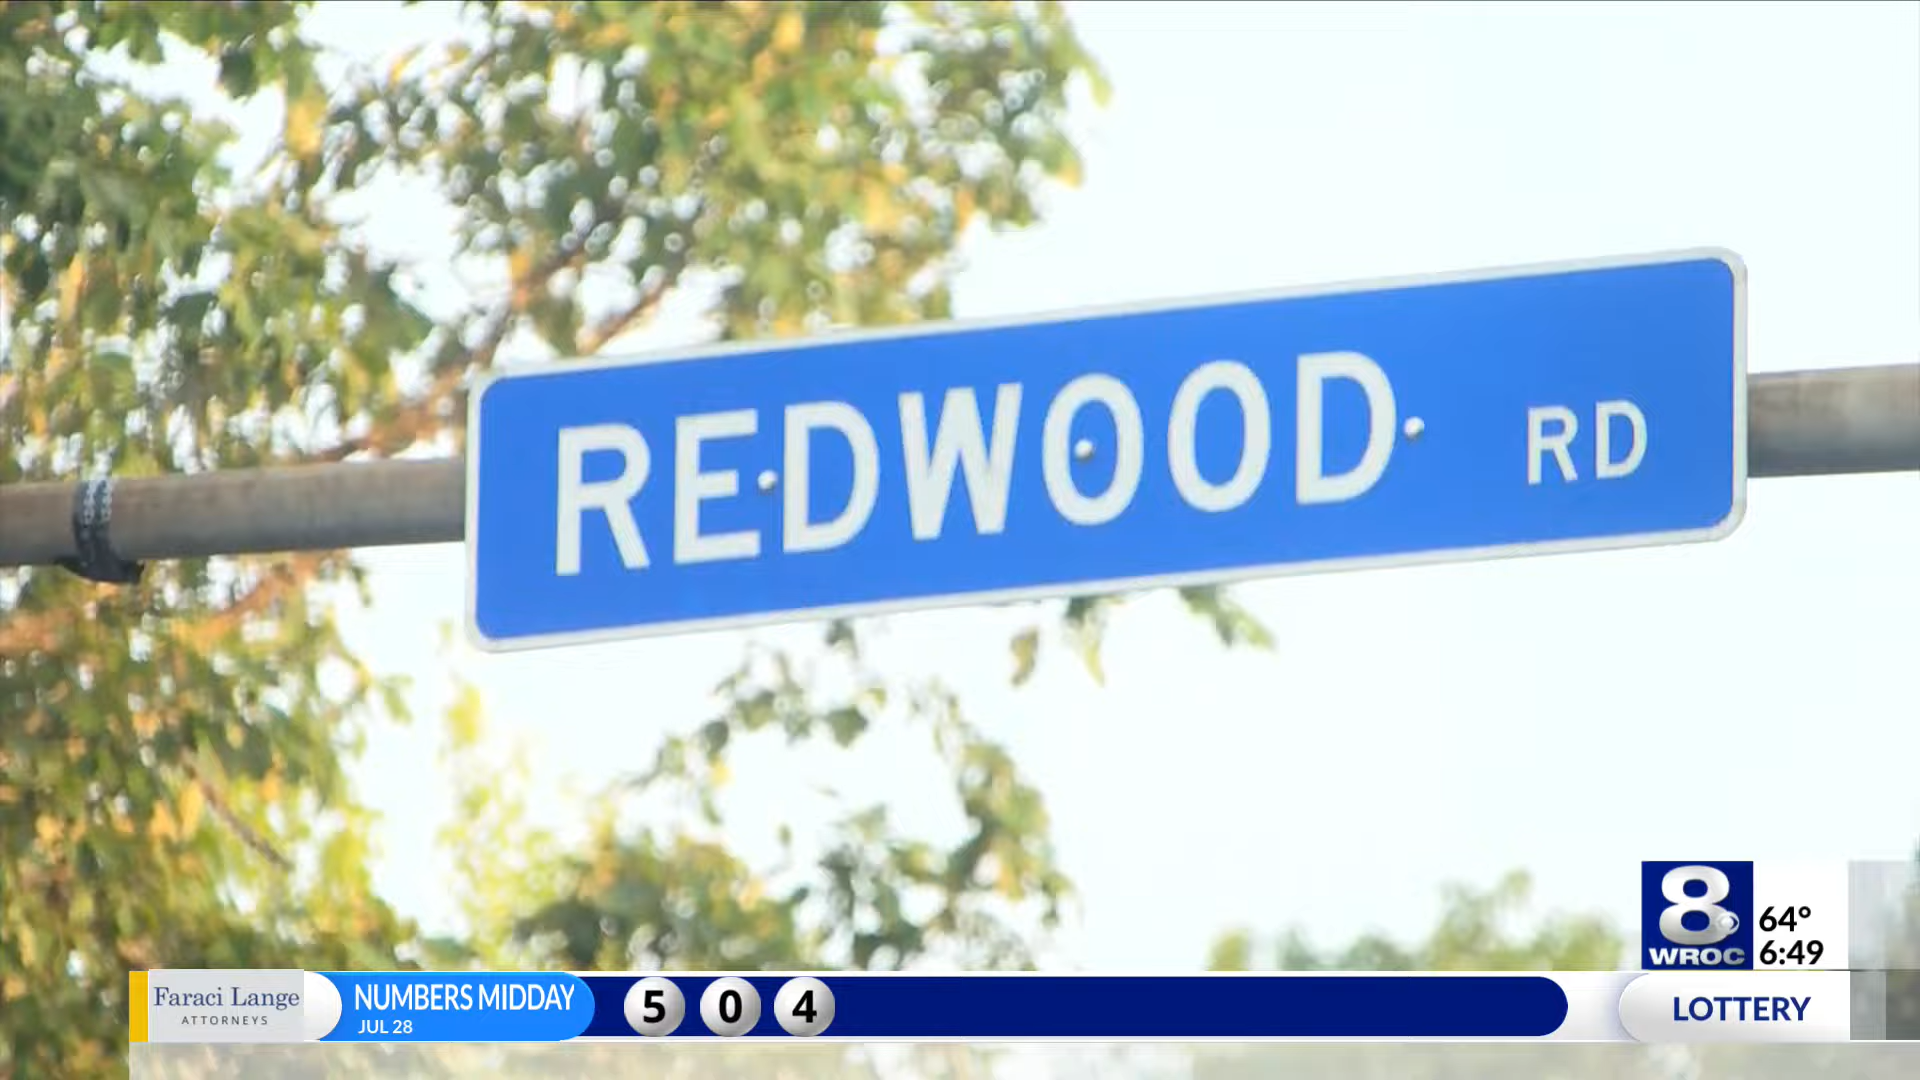 REDWOOD RD
8
WROC
64°
6:49
Faraci Lange
ATTORNEYS
NUMBERS MIDDAY
JUL 28
5 0 4
LOTTERY